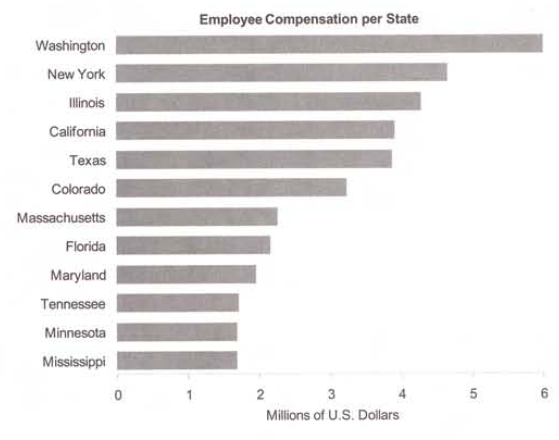 Employee Compensation per State
Washington
New York
Illinois
California
Texas
Colorado
Massachusetts
Florida
Maryland
Tennessee
Minnesota
Mississippi
0 1 2 3 4 5 6
Millions of U.S. Dollars